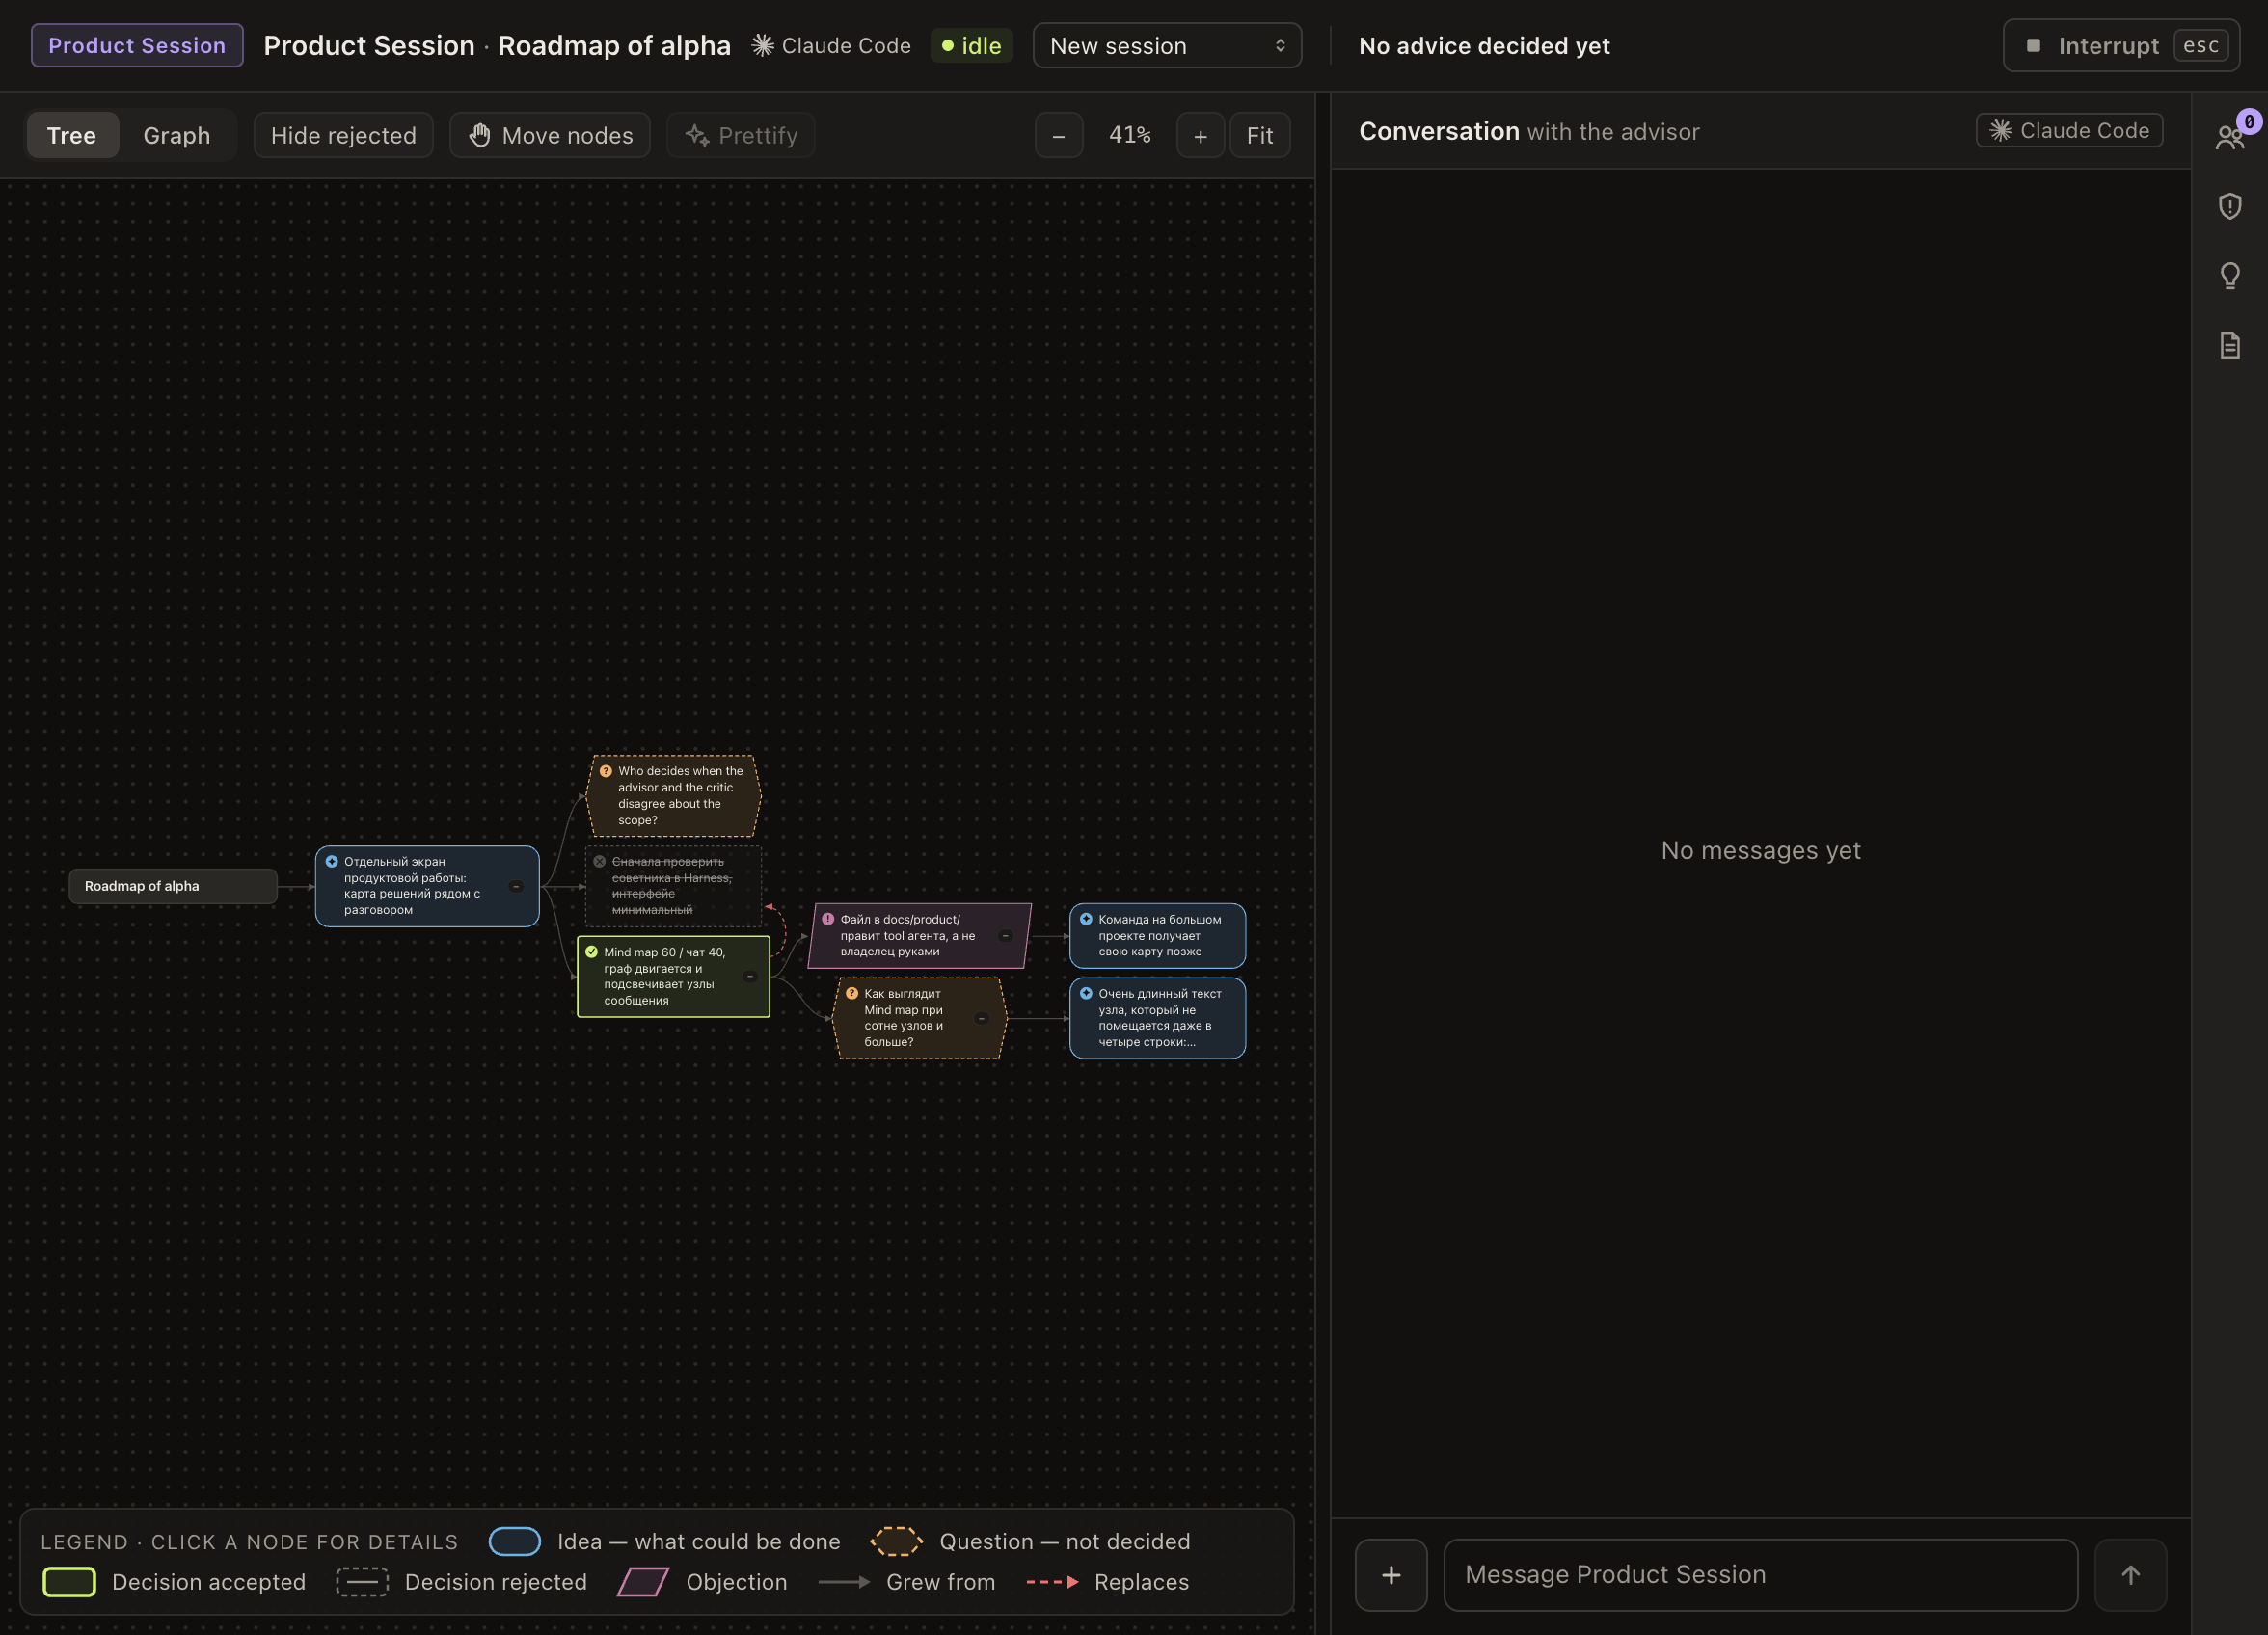 Product Session
Product Session · Roadmap of alpha
Claude Code
idle
New session
No advice decided yet
Interrupt esc
Tree
Graph
Hide rejected
Move nodes
Prettify
−
41%
+
Fit
Conversation with the advisor
Claude Code
0
Who decides when the
advisor and the critic
disagree about the
scope?
Roadmap of alpha
Отдельный экран
продуктовой работы:
карта решений рядом с
разговором
Сначала проверить
советника в Harness,
интерфейс
минимальный
Mind map 60 / чат 40,
граф двигается и
подсвечивает узлы
сообщения
Файл в docs/product/
правит tool агента, а не
владелец руками
Команда на большом
проекте получает
свою карту позже
Как выглядит
Mind map при
сотне узлов и
больше?
Очень длинный текст
узла, который не
помещается даже в
четыре строки:...
No messages yet
LEGEND · CLICK A NODE FOR DETAILS
Idea — what could be done
Question — not decided
Decision accepted
Decision rejected
Objection
Grew from
Replaces
+
Message Product Session